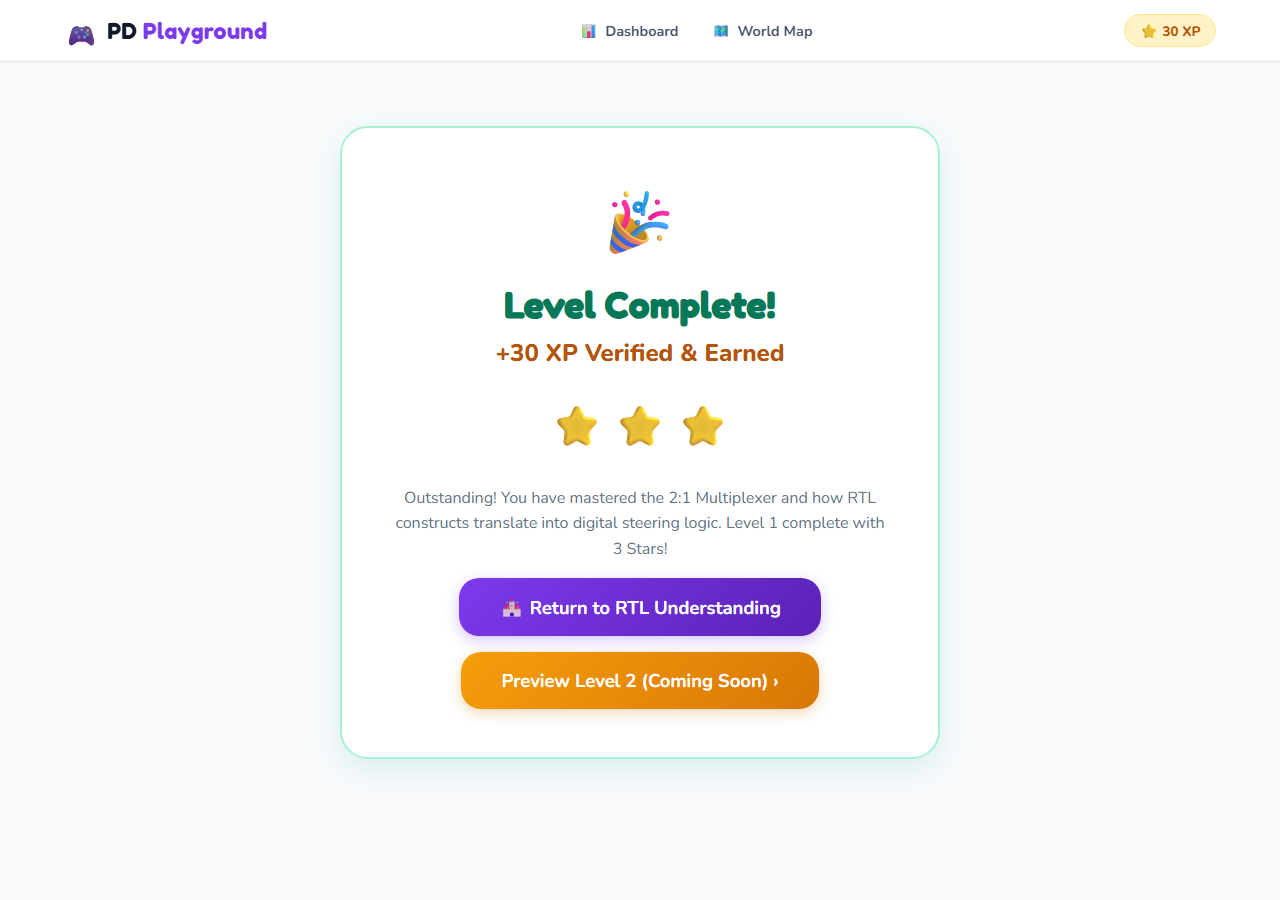 PD Playground
Dashboard
World Map
30 XP
Level Complete!
+30 XP Verified & Earned
Outstanding! You have mastered the 2:1 Multiplexer and how RTL
constructs translate into digital steering logic. Level 1 complete with
3 Stars!
Return to RTL Understanding
Preview Level 2 (Coming Soon) ›